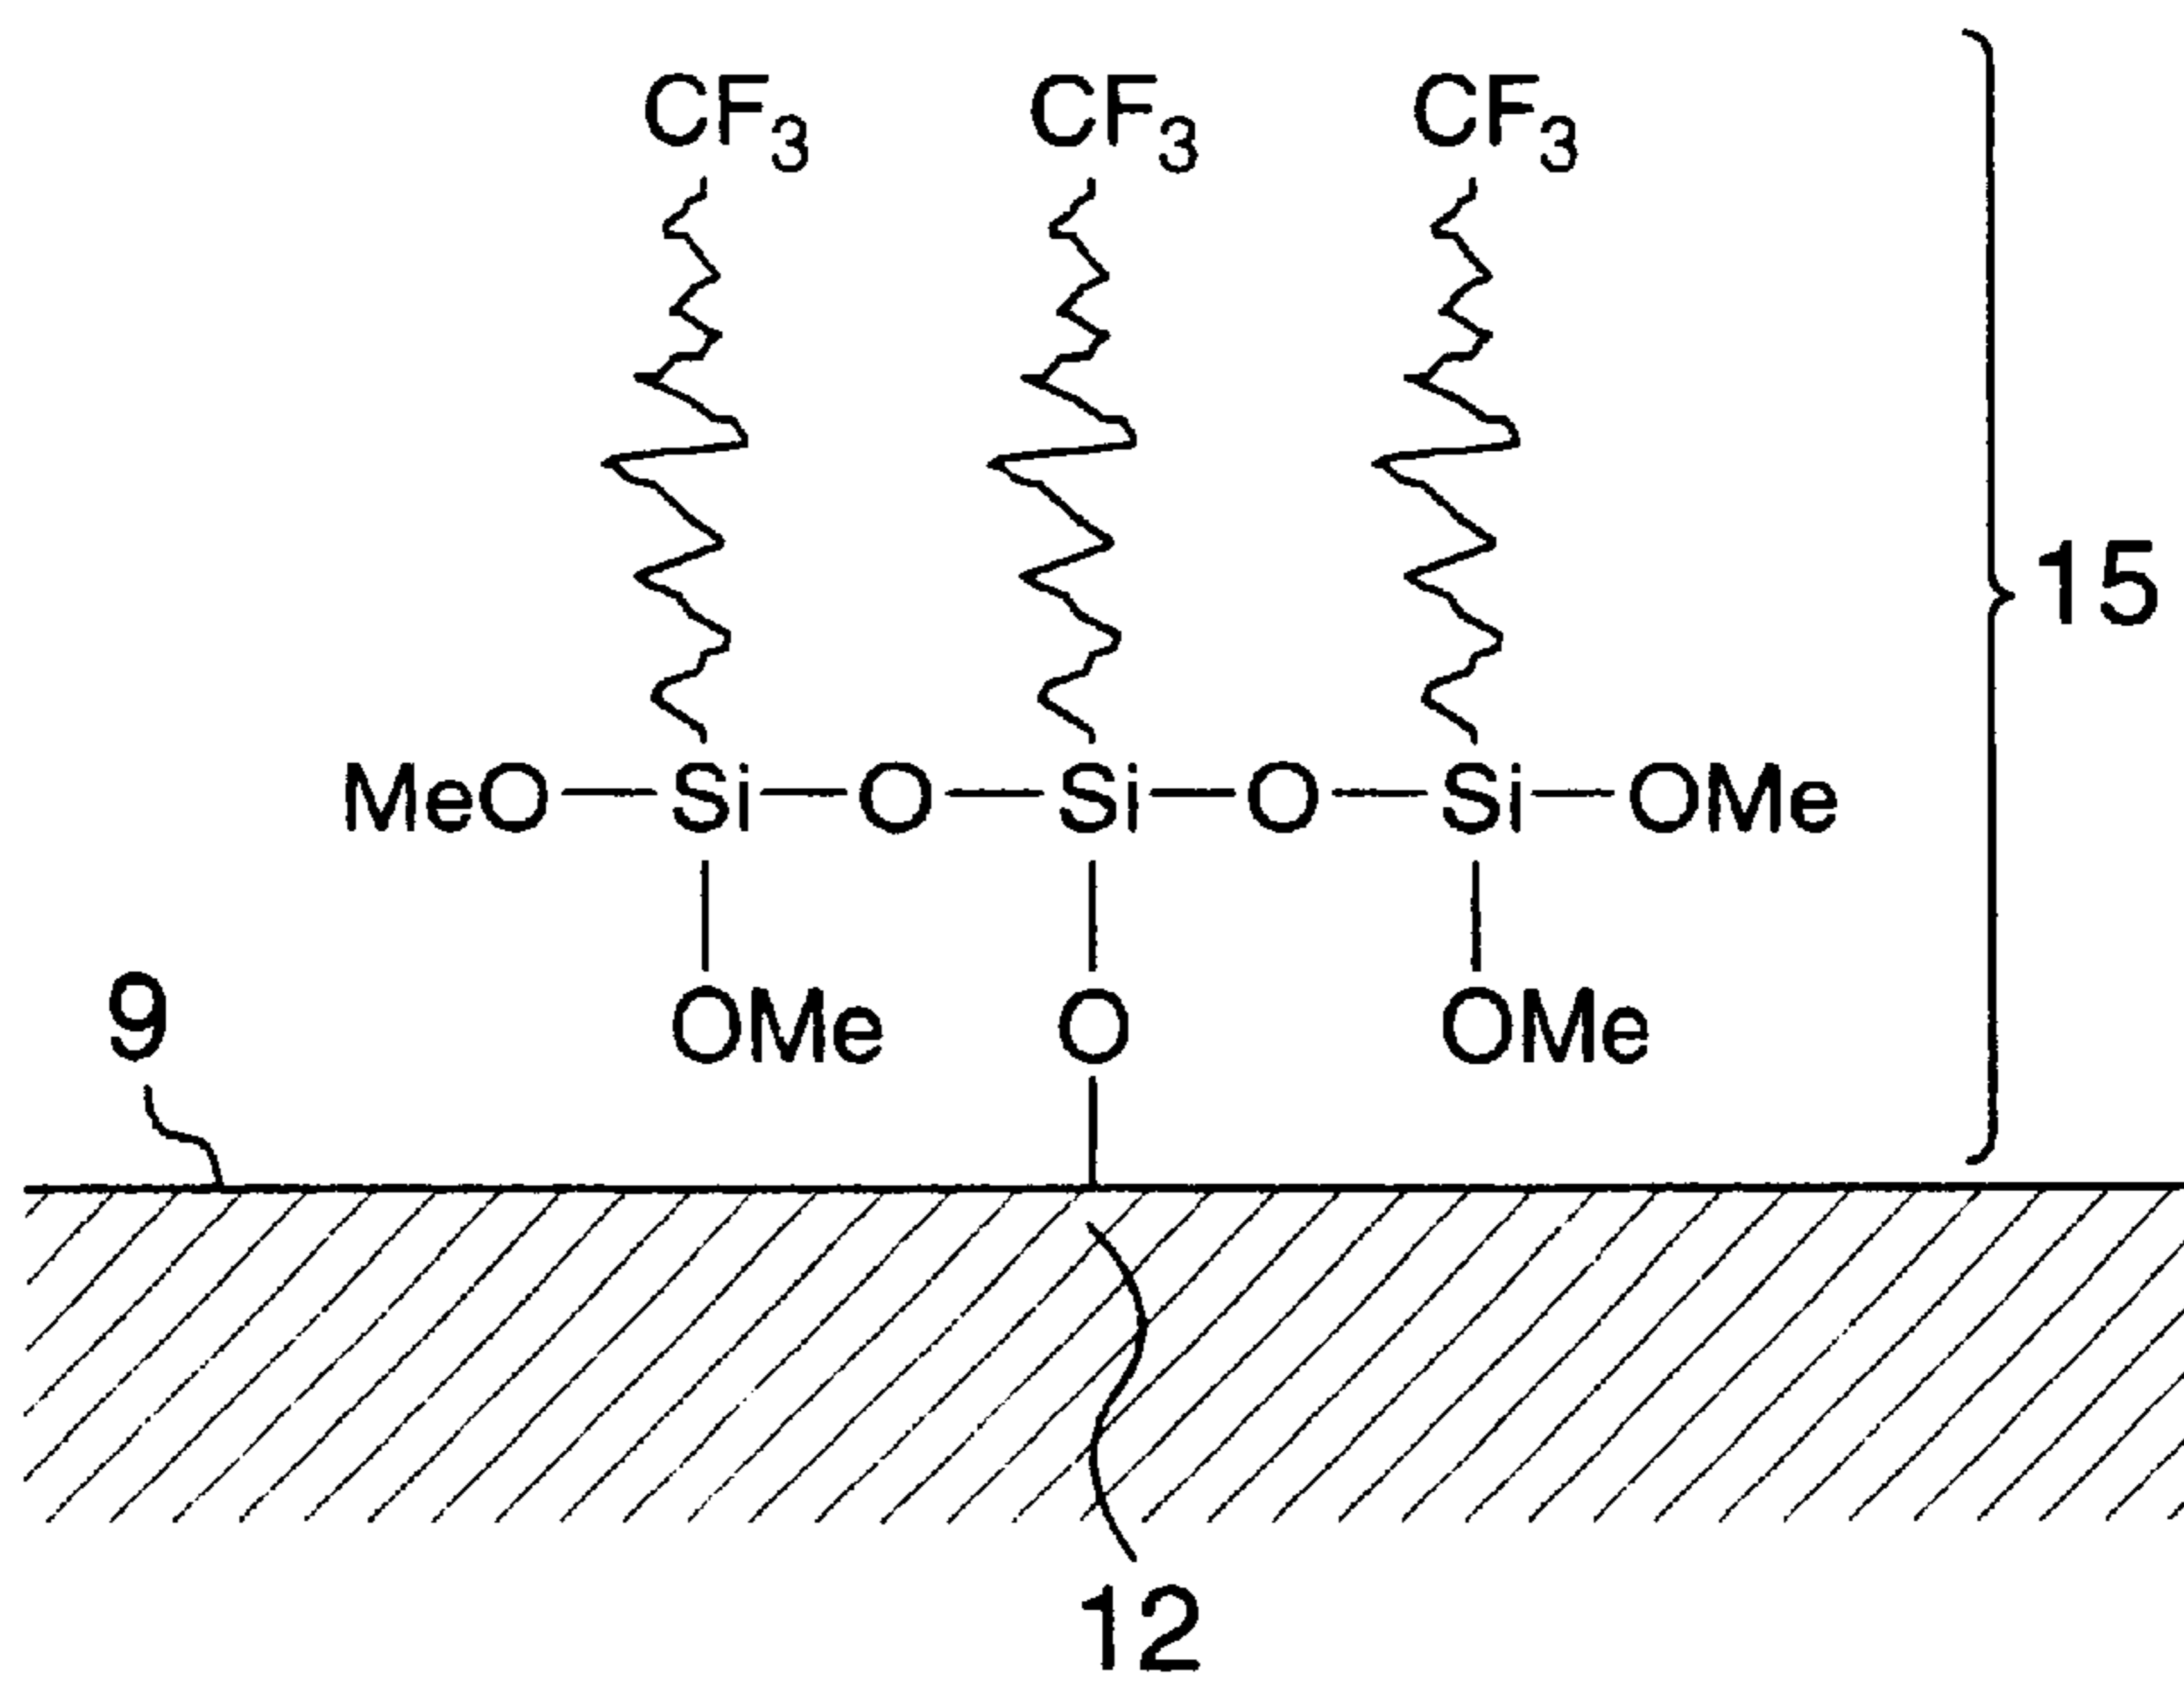 CF3 CF3 CF3
15
MeO—Si—O—Si—O—Si—OMe
9 OMe O OMe
12